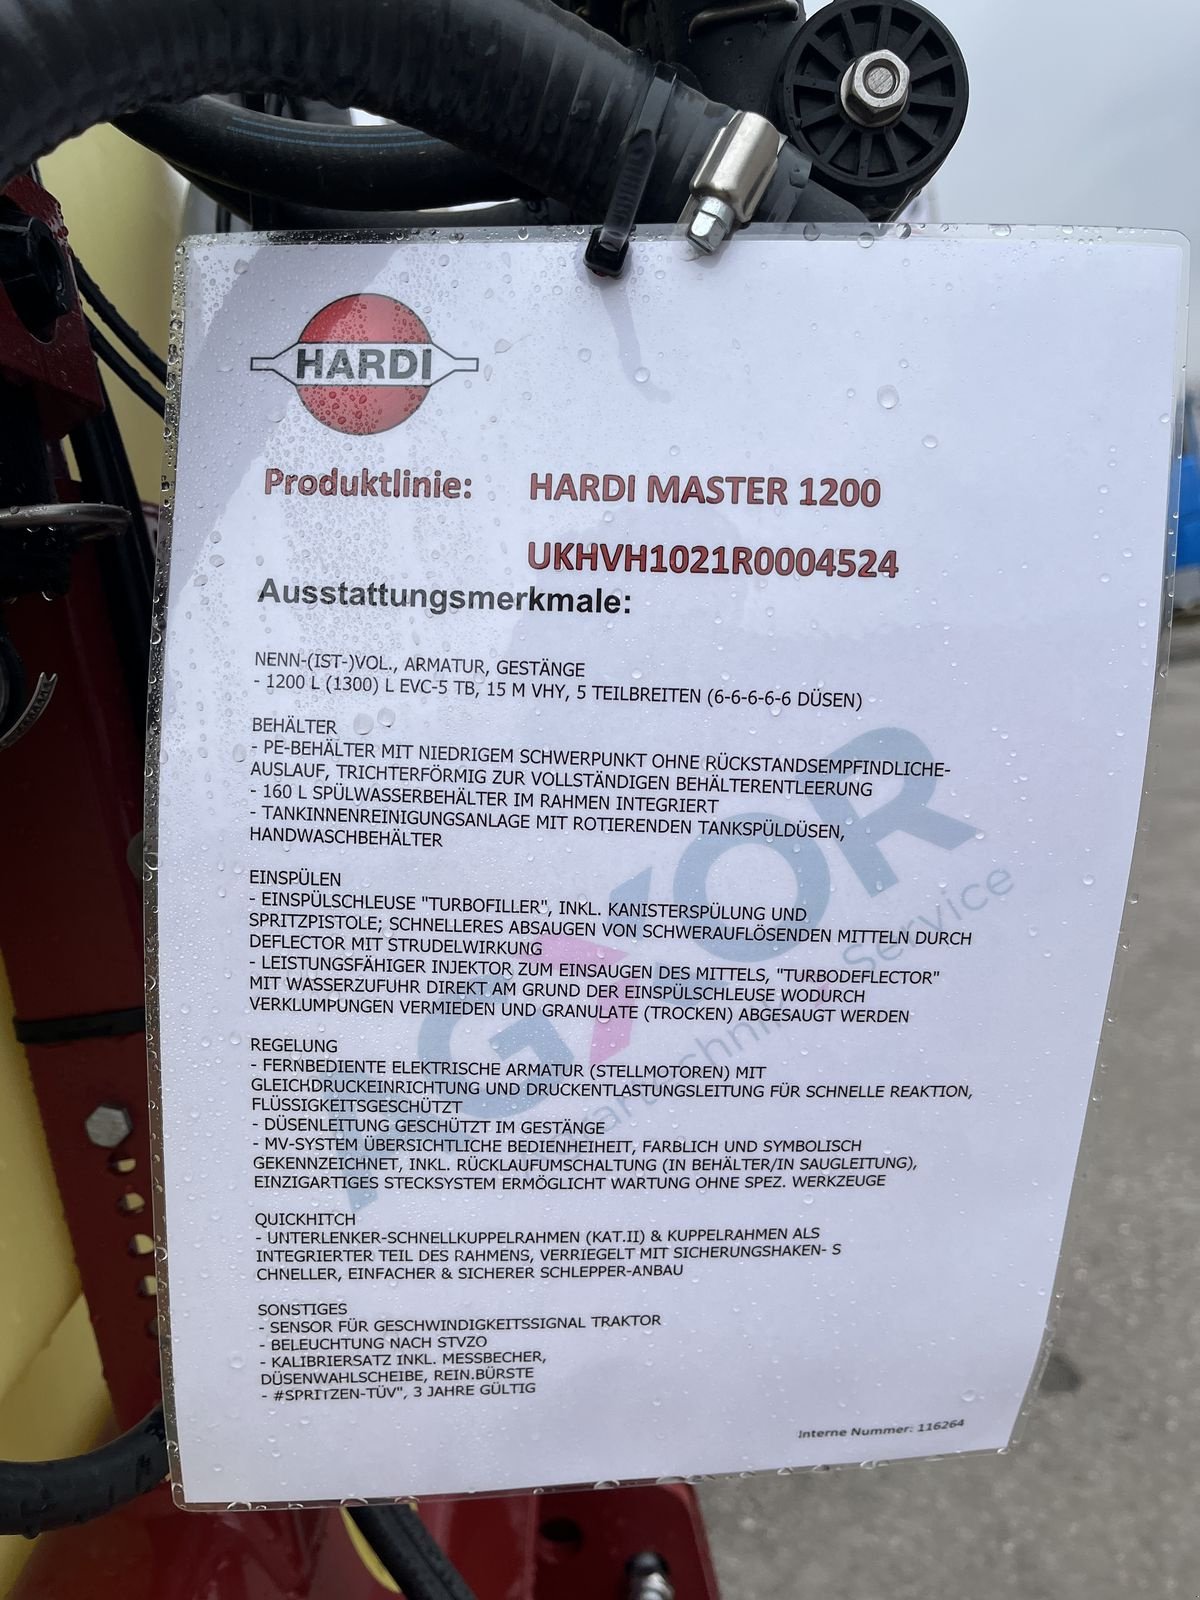 HARDI
Produktlinie: HARDI MASTER 1200
UKHVH1021R0004524
Ausstattungsmerkmale:
NENN-(IST-)VOL., ARMATUR, GESTÄNGE
- 1200 L (1300) L EVC-5 TB, 15 M VHY, 5 TEILBREITEN (6-6-6-6-6 DÜSEN)
BEHÄLTER
- PE-BEHÄLTER MIT NIEDRIGEM SCHWERPUNKT OHNE RÜCKSTANDSEMPFINDLICHE-
AUSLAUF, TRICHTERFÖRMIG ZUR VOLLSTÄNDIGEN BEHÄLTERENTLEERUNG
- 160 L SPÜLWASSERBEHÄLTER IM RAHMEN INTEGRIERT
- TANKINNENREINIGUNGSANLAGE MIT ROTIERENDEN TANKSPÜLDÜSEN,
HANDWASCHBEHÄLTER
EINSPÜLEN
- EINSPÜLSCHLEUSE "TURBOFILLER", INKL. KANISTERSPÜLUNG UND
SPRITZPISTOLE; SCHNELLERES ABSAUGEN VON SCHWERAUFLÖSENDEN MITTELN DURCH
DEFLECTOR MIT STRUDELWIRKUNG
- LEISTUNGSFÄHIGER INJEKTOR ZUM EINSAUGEN DES MITTELS, "TURBODEFLECTOR"
MIT WASSERZUFUHR DIREKT AM GRUND DER EINSPÜLSCHLEUSE WODURCH
VERKLUMPUNGEN VERMIEDEN UND GRANULATE (TROCKEN) ABGESAUGT WERDEN
REGELUNG
- FERNBEDIENTE ELEKTRISCHE ARMATUR (STELLMOTOREN) MIT
GLEICHDRUCKEINRICHTUNG UND DRUCKENTLASTUNGSLEITUNG FÜR SCHNELLE REAKTION,
FLÜSSIGKEITSGESCHÜTZT
- DÜSENLEITUNG GESCHÜTZT IM GESTÄNGE
- MV-SYSTEM ÜBERSICHTLICHE BEDIENHEIHEIT, FARBLICH UND SYMBOLISCH
GEKENNZEICHNET, INKL. RÜCKLAUFUMSCHALTUNG (IN BEHÄLTER/IN SAUGLEITUNG),
EINZIGARTIGES STECKSYSTEM ERMÖGLICHT WARTUNG OHNE SPEZ. WERKZEUGE
QUICKHITCH
- UNTERLENKER-SCHNELLKUPPELRAHMEN (KAT.II) & KUPPELRAHMEN ALS
INTEGRIERTER TEIL DES RAHMENS, VERRIEGELT MIT SICHERUNGSHAKEN- S
CHNELLER, EINFACHER & SICHERER SCHLEPPER-ANBAU
SONSTIGES
- SENSOR FÜR GESCHWINDIGKEITSSIGNAL TRAKTOR
- BELEUCHTUNG NACH STVZO
- KALIBRIERSATZ INKL. MESSBECHER,
DÜSENWAHLSCHEIBE, REIN.BÜRSTE
- #SPRITZEN-TÜV", 3 JAHRE GÜLTIG
Interne Nummer: 116264
AGXOR
Agrartechnik Service